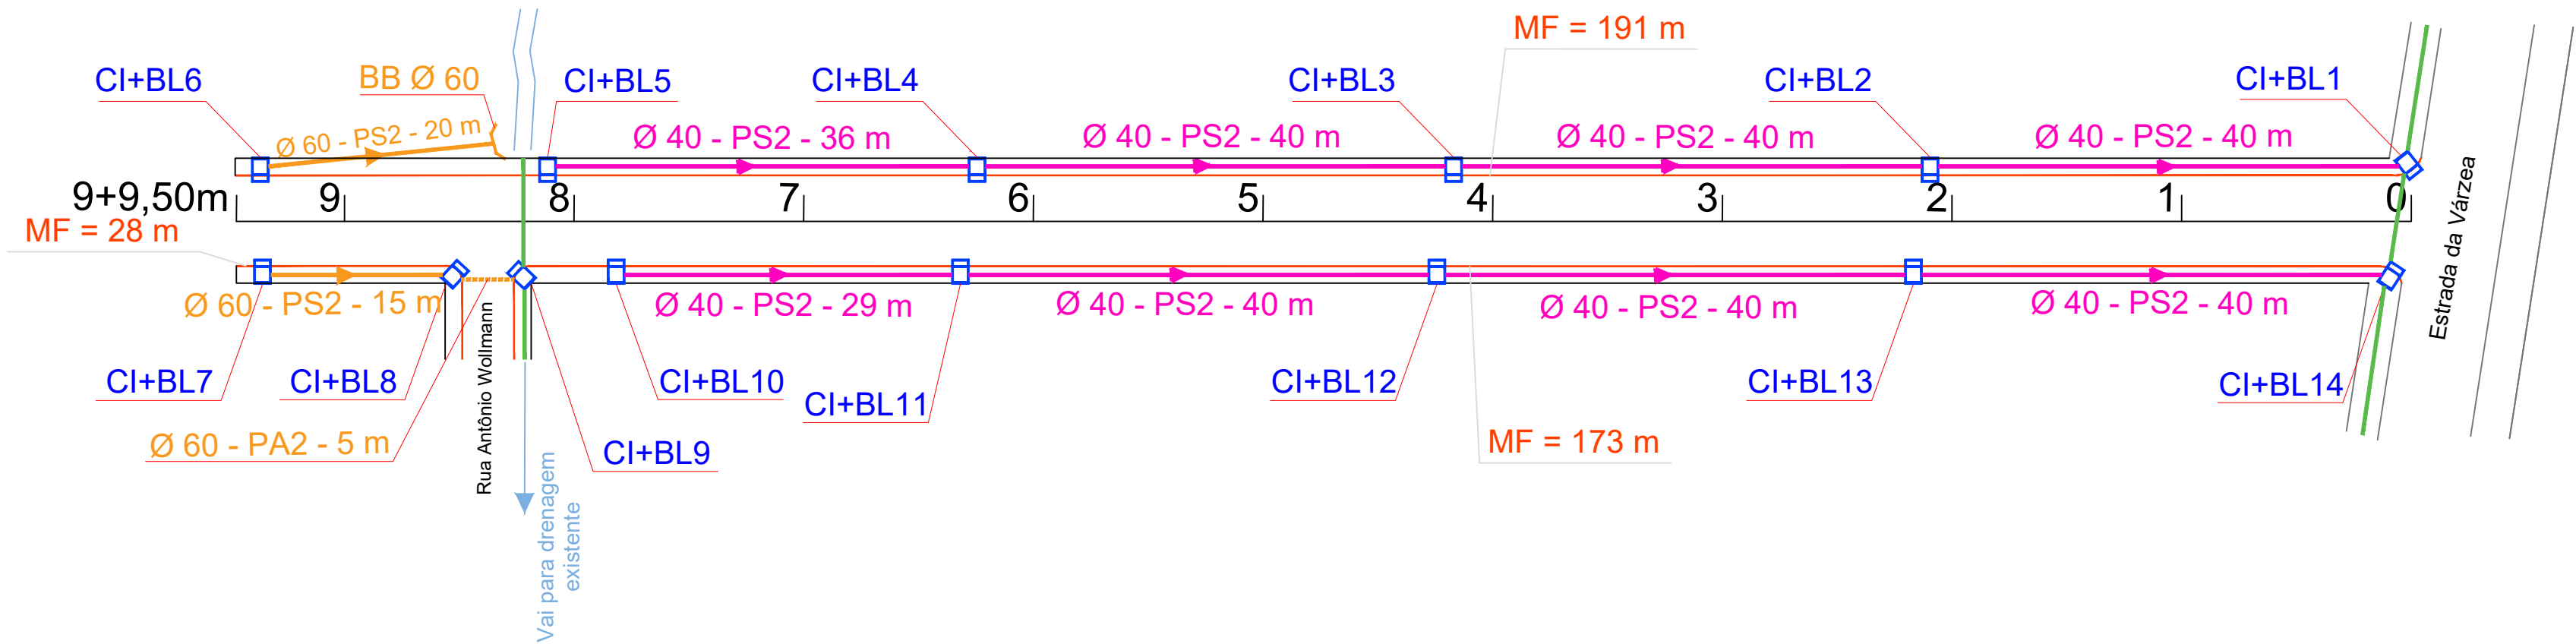 MF = 191 m
CI+BL6
BB Ø 60
CI+BL5
CI+BL4
CI+BL3
CI+BL2
CI+BL1
Ø 60 - PS2 - 20 m
Ø 40 - PS2 - 36 m
Ø 40 - PS2 - 40 m
Ø 40 - PS2 - 40 m
Ø 40 - PS2 - 40 m
9+9,50m
9
8
7
6
5
4
3
2
1
0
Estrada da Várzea
MF = 28 m
Ø 60 - PS2 - 15 m
Ø 40 - PS2 - 29 m
Ø 40 - PS2 - 40 m
Ø 40 - PS2 - 40 m
Ø 40 - PS2 - 40 m
CI+BL7
CI+BL8
Rua Antônio Wollmann
CI+BL10
CI+BL11
CI+BL12
CI+BL13
CI+BL14
Ø 60 - PA2 - 5 m
CI+BL9
MF = 173 m
Vai para drenagem
existente